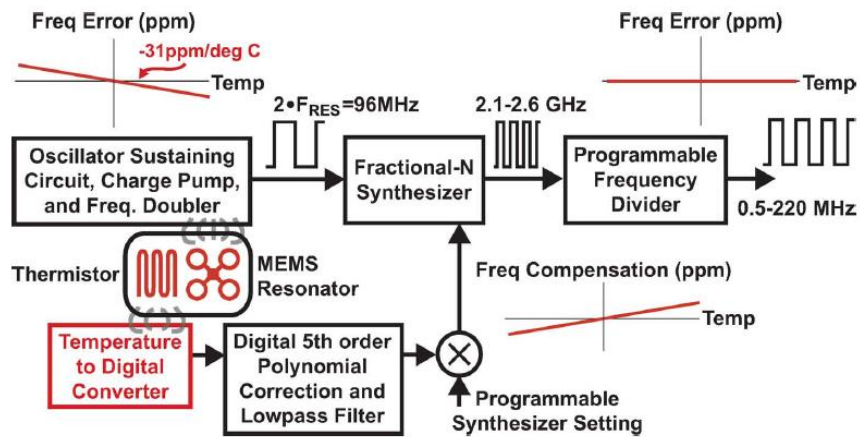 Freq Error (ppm)
-31ppm/deg C
Temp
Freq Error (ppm)
Temp
2•F_RES=96MHz
2.1-2.6 GHz
Oscillator Sustaining
Circuit, Charge Pump,
and Freq. Doubler
Fractional-N
Synthesizer
Programmable
Frequency
Divider
0.5-220 MHz
Thermistor
MEMS
Resonator
Freq Compensation (ppm)
Temp
Temperature
to Digital
Converter
Digital 5th order
Polynomial
Correction and
Lowpass Filter
Programmable
Synthesizer Setting